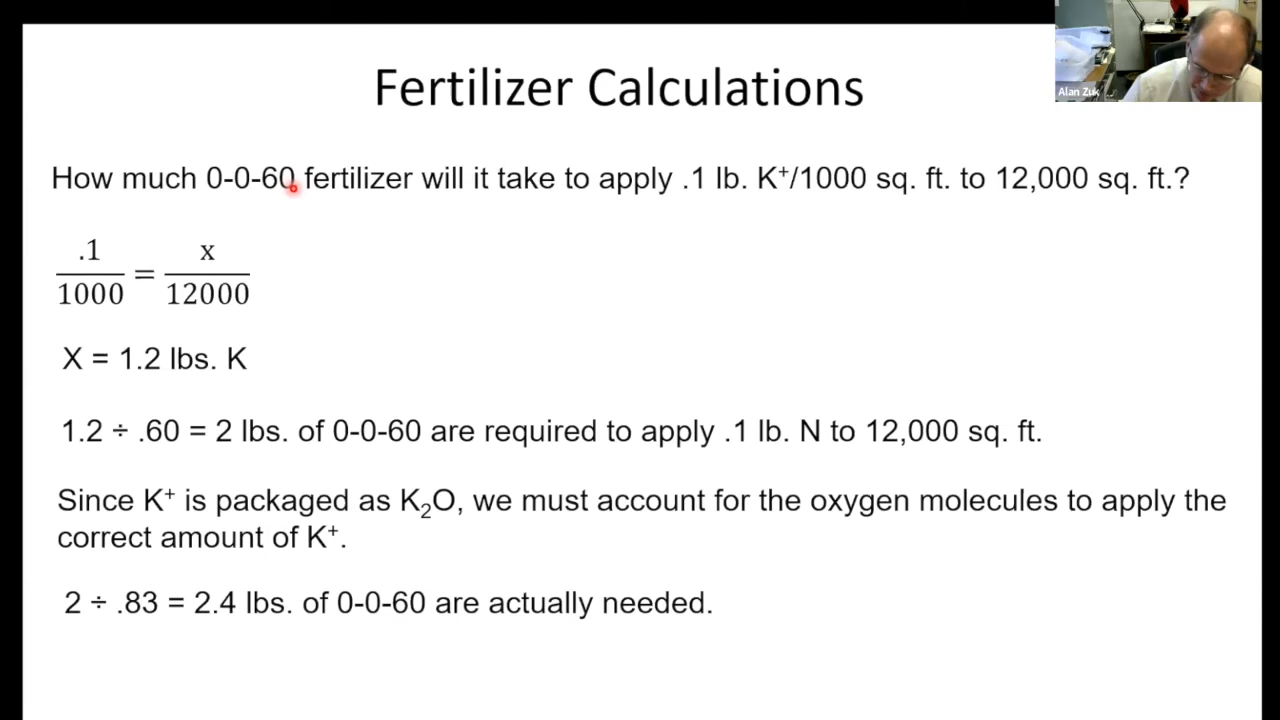 Alan Zuk
Fertilizer Calculations
How much 0-0-60 fertilizer will it take to apply .1 lb. K⁺/1000 sq. ft. to 12,000 sq. ft.?
.1 x
— = —
1000 12000
X = 1.2 lbs. K
1.2 ÷ .60 = 2 lbs. of 0-0-60 are required to apply .1 lb. N to 12,000 sq. ft.
Since K⁺ is packaged as K₂O, we must account for the oxygen molecules to apply the
correct amount of K⁺.
2 ÷ .83 = 2.4 lbs. of 0-0-60 are actually needed.